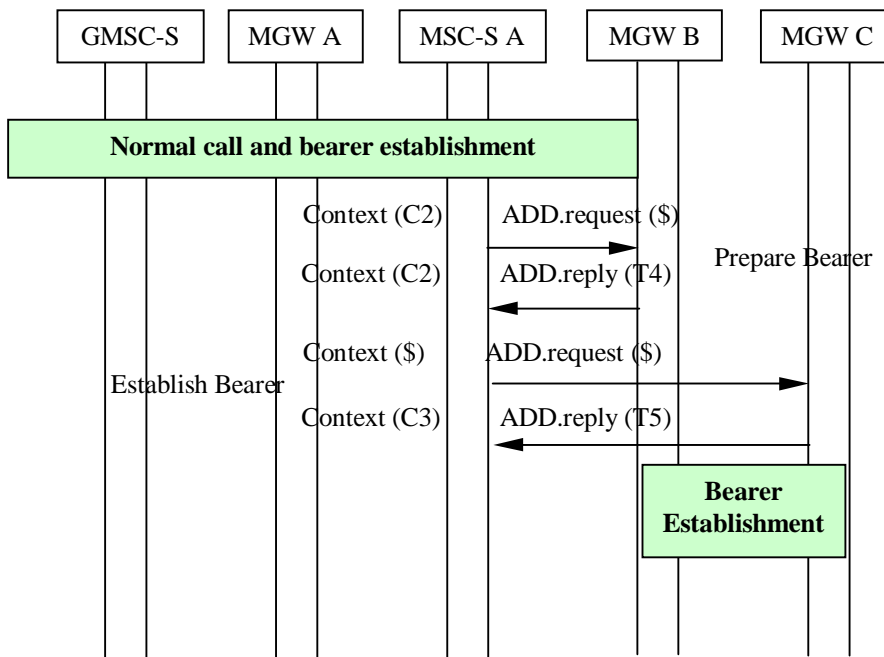 GMSC-S
MGW A
MSC-S A
MGW B
MGW C
Normal call and bearer establishment
Context (C2)
ADD.request ($)
Prepare Bearer
Context (C2)
ADD.reply (T4)
Context ($)
ADD.request ($)
Establish Bearer
Context (C3)
ADD.reply (T5)
Bearer
Establishment